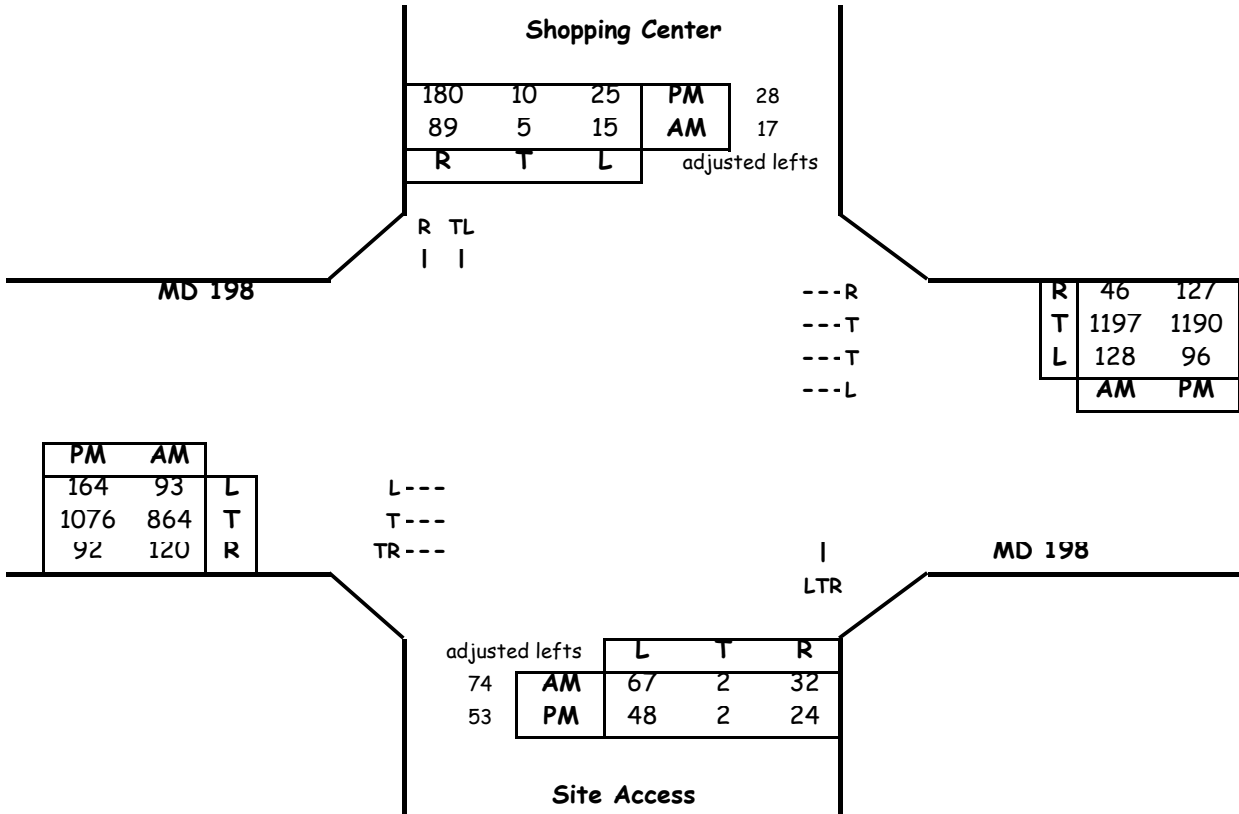 Shopping Center
180 10 25 PM 28
89 5 15 AM 17
R T L adjusted lefts
R TL
| |
MD 198
---R
---T
---T
---L
R 46 127
T 1197 1190
L 128 96
AM PM
PM AM
164 93 L
1076 864 T
92 120 R
L---
T---
TR---
|
LTR
MD 198
adjusted lefts L T R
74 AM 67 2 32
53 PM 48 2 24
Site Access